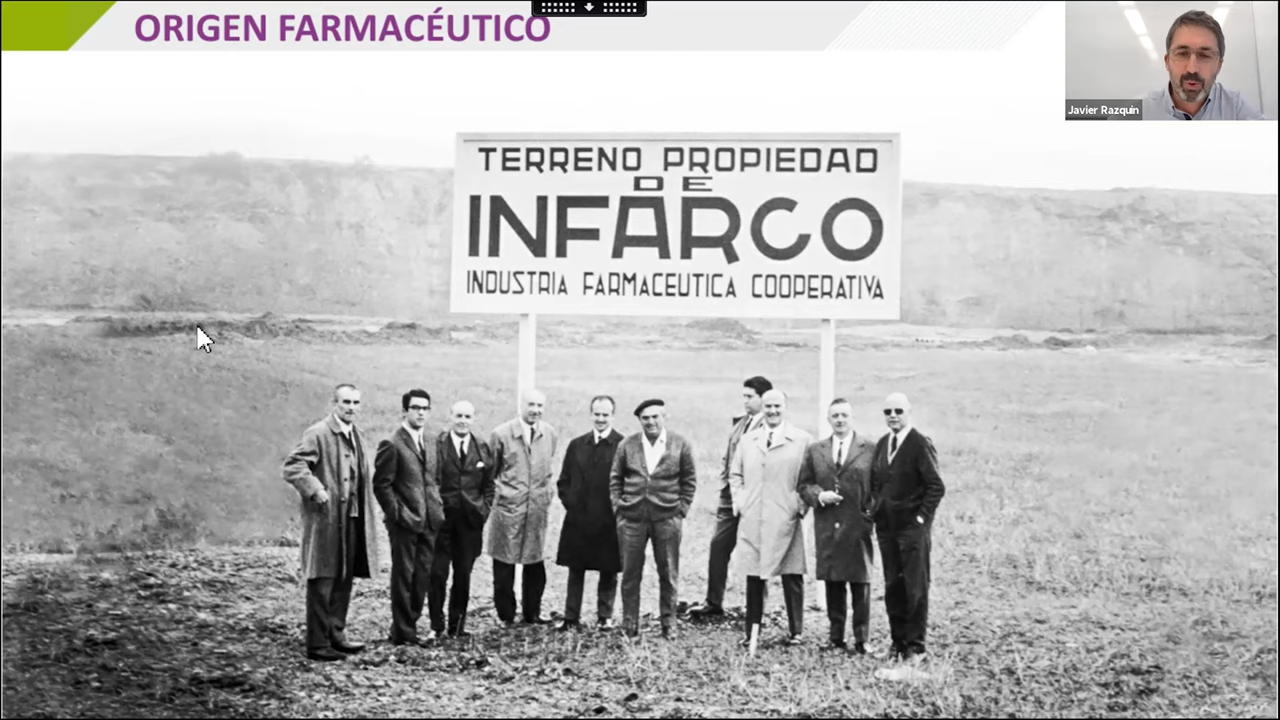 ORIGEN FARMACÉUTICO
Javier Razquin
TERRENO PROPIEDAD
DE
INFARCO
INDUSTRIA FARMACEUTICA COOPERATIVA